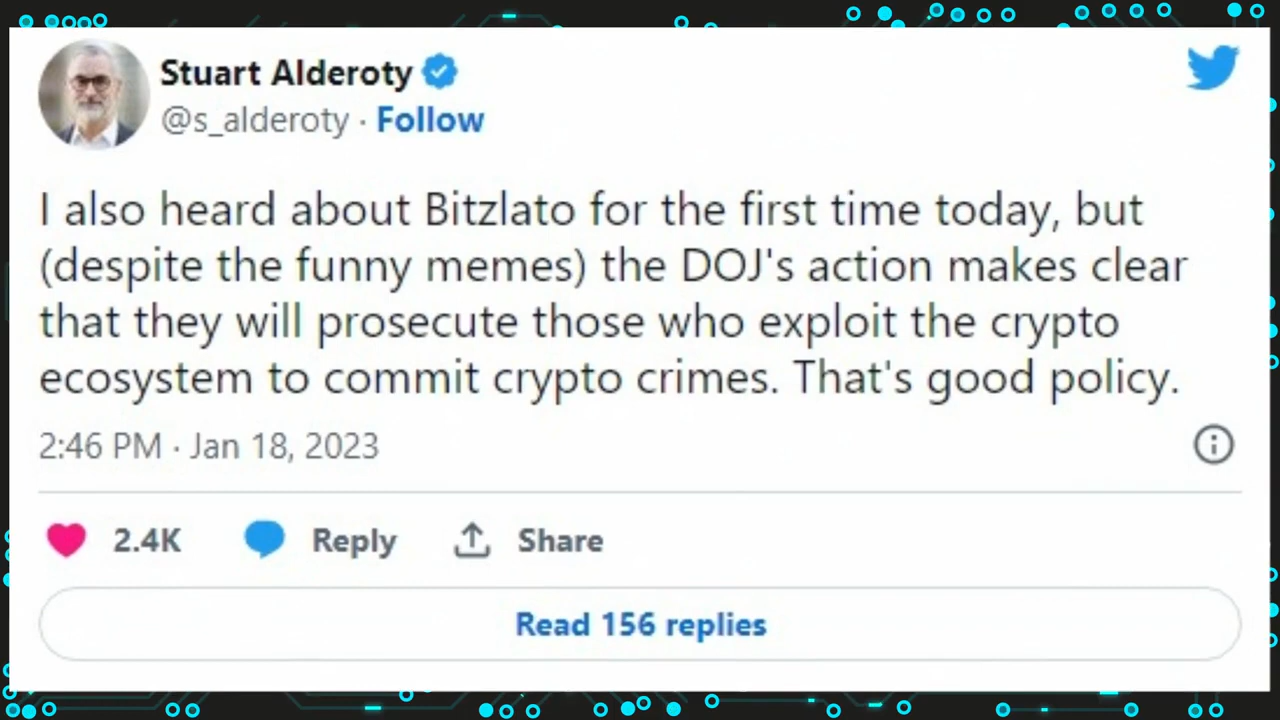 Stuart Alderoty
@s_alderoty · Follow
I also heard about Bitzlato for the first time today, but
(despite the funny memes) the DOJ's action makes clear
that they will prosecute those who exploit the crypto
ecosystem to commit crypto crimes. That's good policy.
2:46 PM · Jan 18, 2023
2.4K Reply Share
Read 156 replies